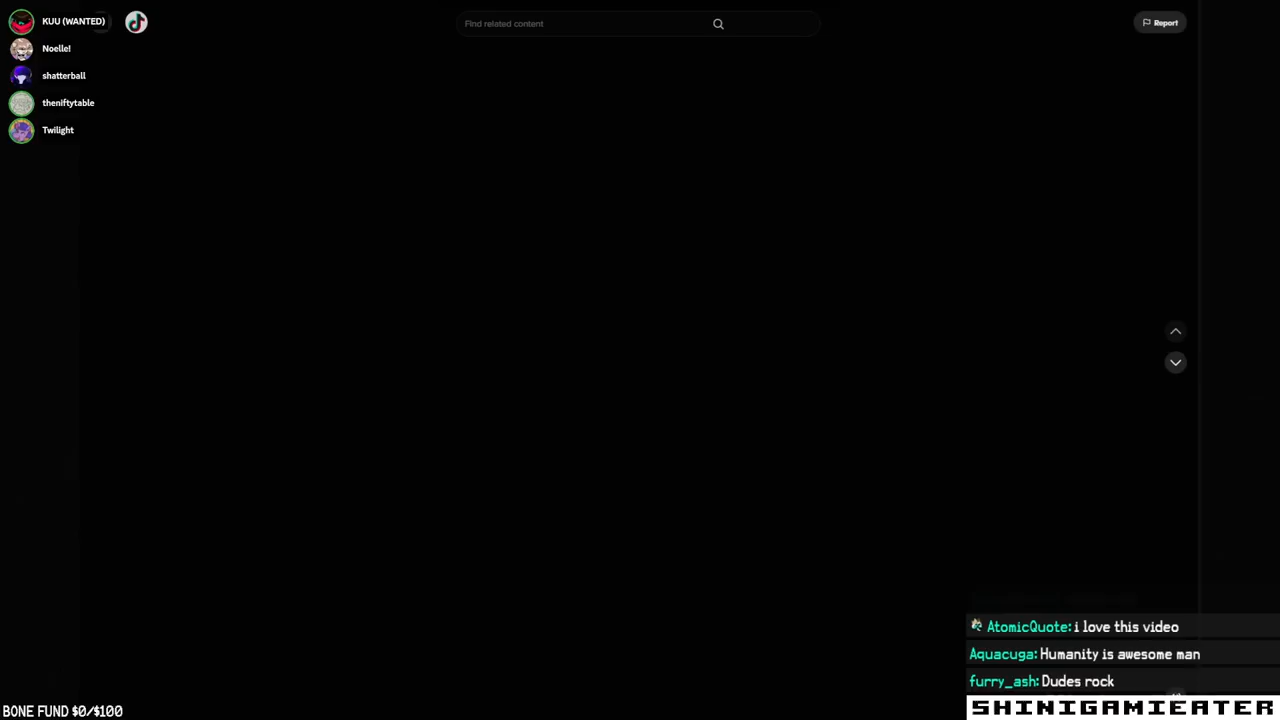 KUU (WANTED)
Find related content
Report
Noelle!
shatterball
theniftytable
Twilight
AtomicQuote: i love this video
Aquacuga: Humanity is awesome man
furry_ash: Dudes rock
BONE FUND $0/$100
SHINIGAMIEATER